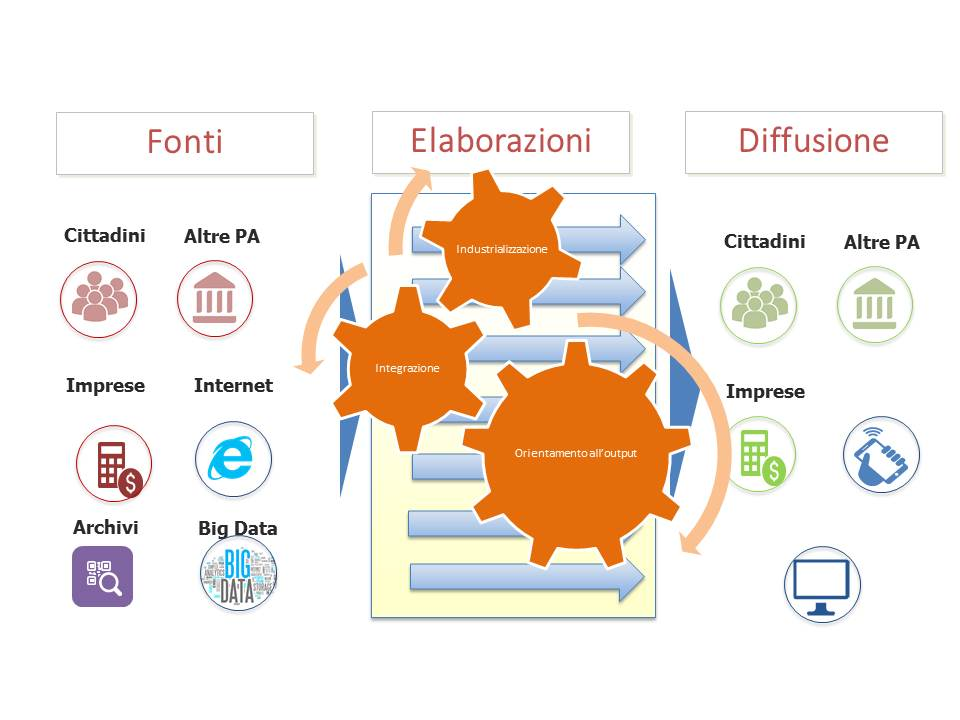 Fonti
Elaborazioni
Diffusione
Cittadini
Altre PA
Imprese
Internet
Archivi
Big Data
BIG
DATA
Industrializzazione
Integrazione
Orientamento all'output
Cittadini
Altre PA
Imprese